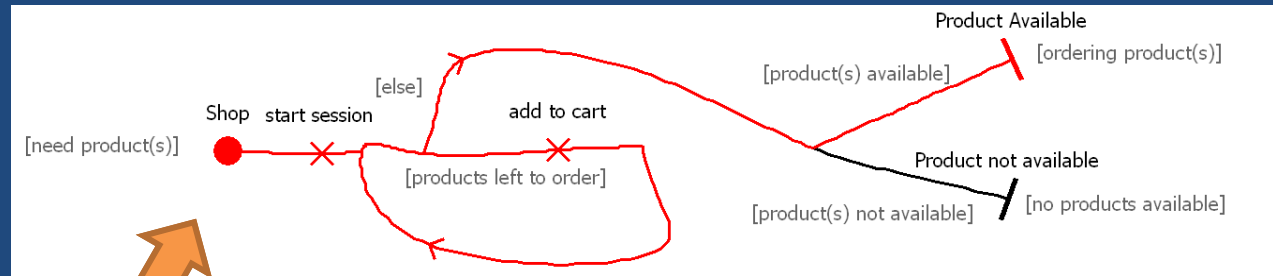 Product Available
[ordering product(s)]
[product(s) available]
[else]
Shop
start session
add to cart
[need product(s)]
[products left to order]
Product not available
[product(s) not available]
[no products available]